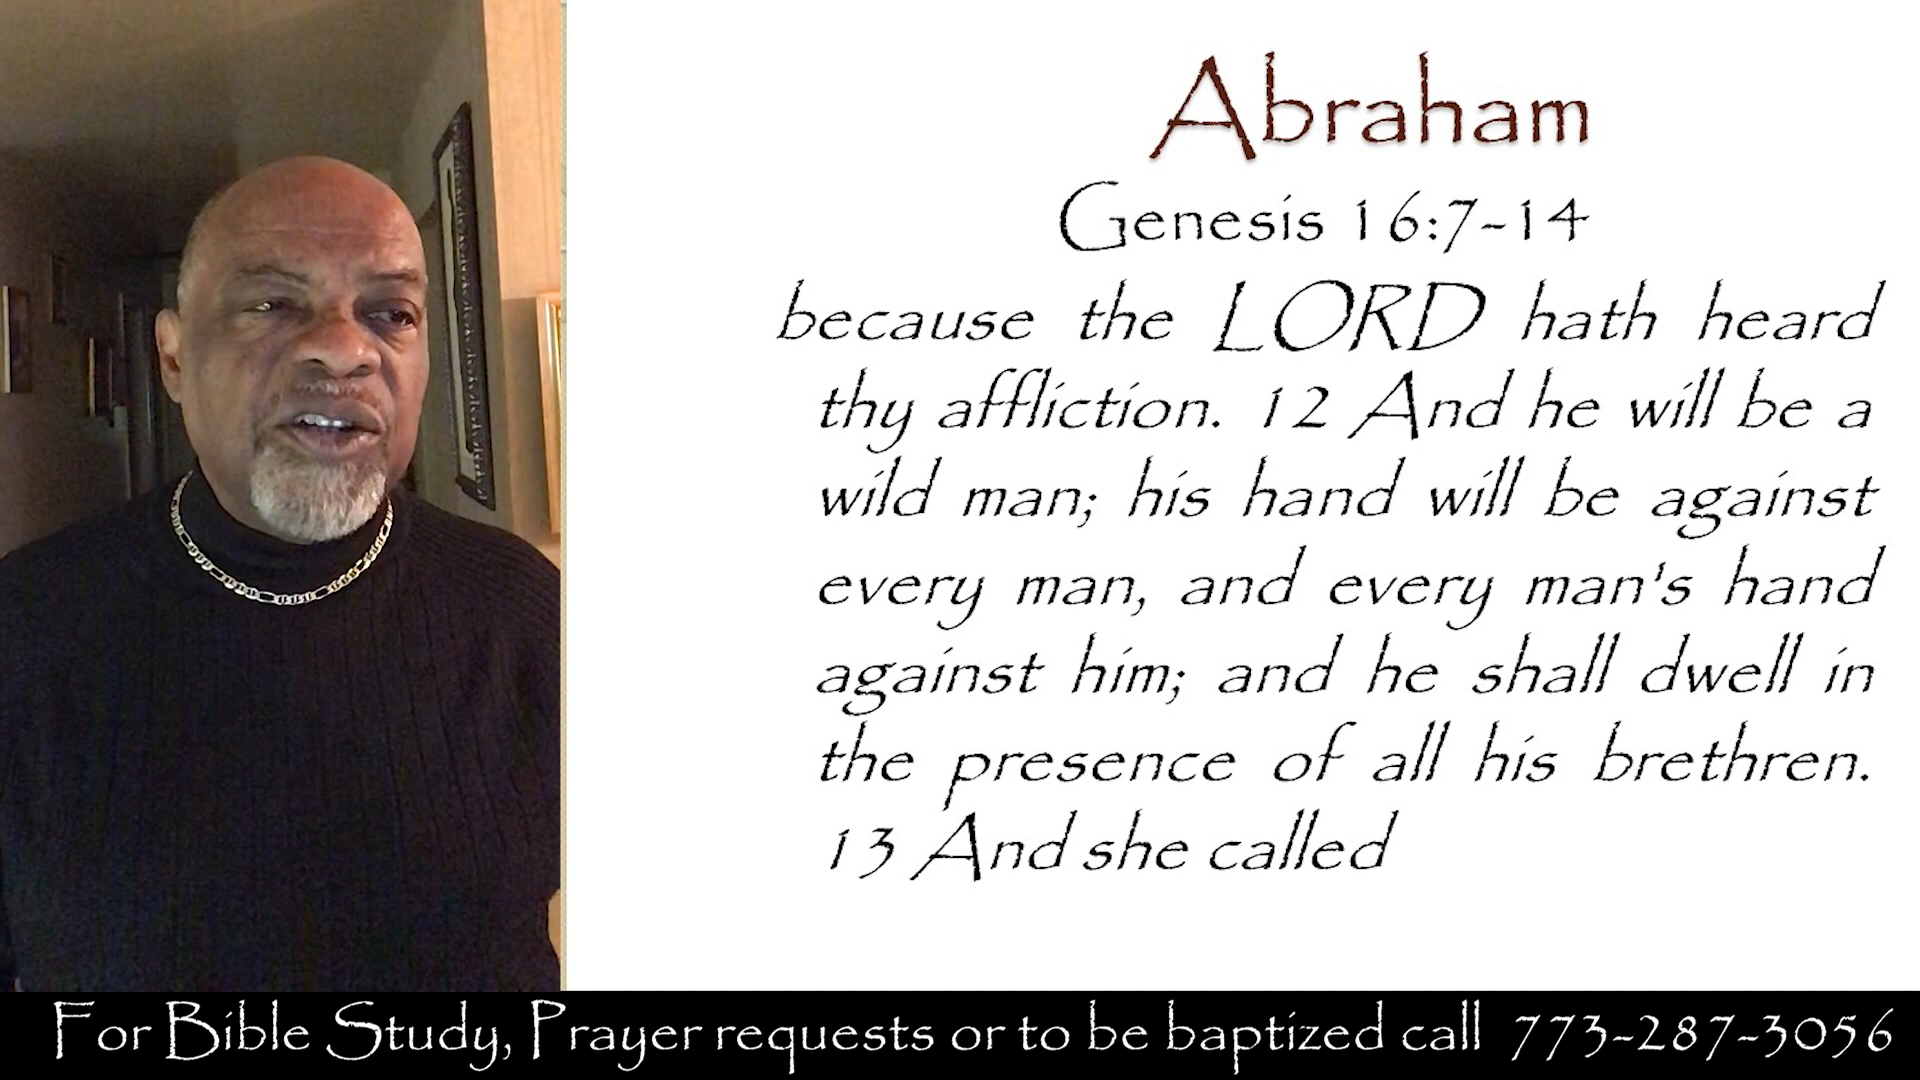 Abraham
Genesis 16:7-14
because the LORD hath heard
thy affliction. 12 And he will be a
wild man; his hand will be against
every man, and every man's hand
against him; and he shall dwell in
the presence of all his brethren.
13 And she called
For Bible Study, Prayer requests or to be baptized call 773-287-3056